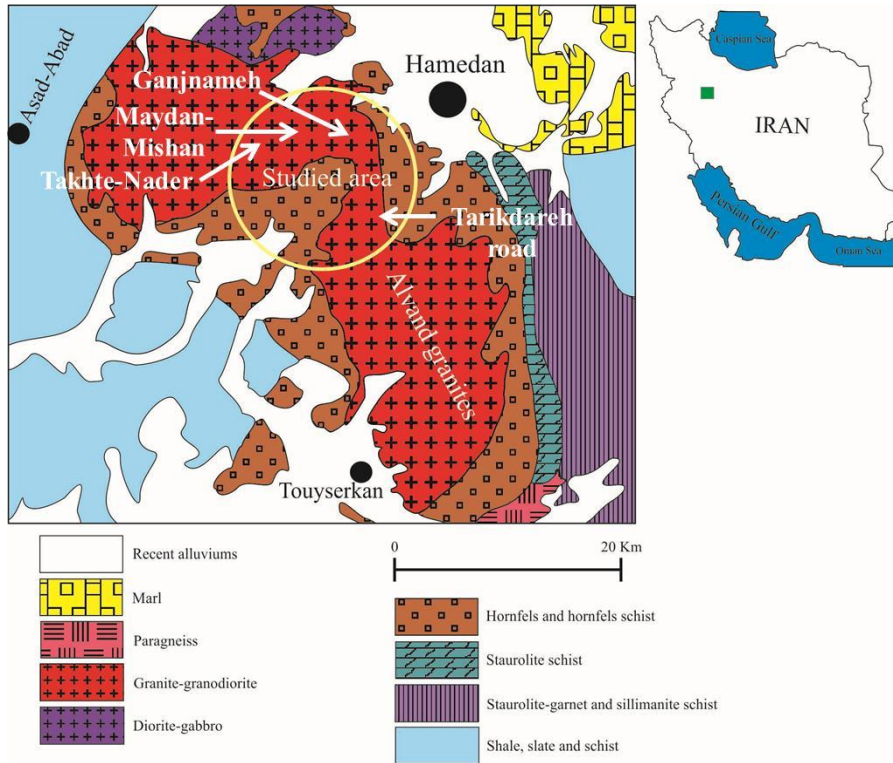 Asad-Abad
Ganjnameh
Maydan-
Mishan
Takhte-Nader
Hamedan
Studied area
Tarikdareh
road
Alvand granites
Touyserkan
Caspian Sea
IRAN
Persian Gulf
Oman Sea
Recent alluviums
Marl
Paragneiss
Granite-granodiorite
Diorite-gabbro
0 20 Km
Hornfels and hornfels schist
Staurolite schist
Staurolite-garnet and sillimanite schist
Shale, slate and schist